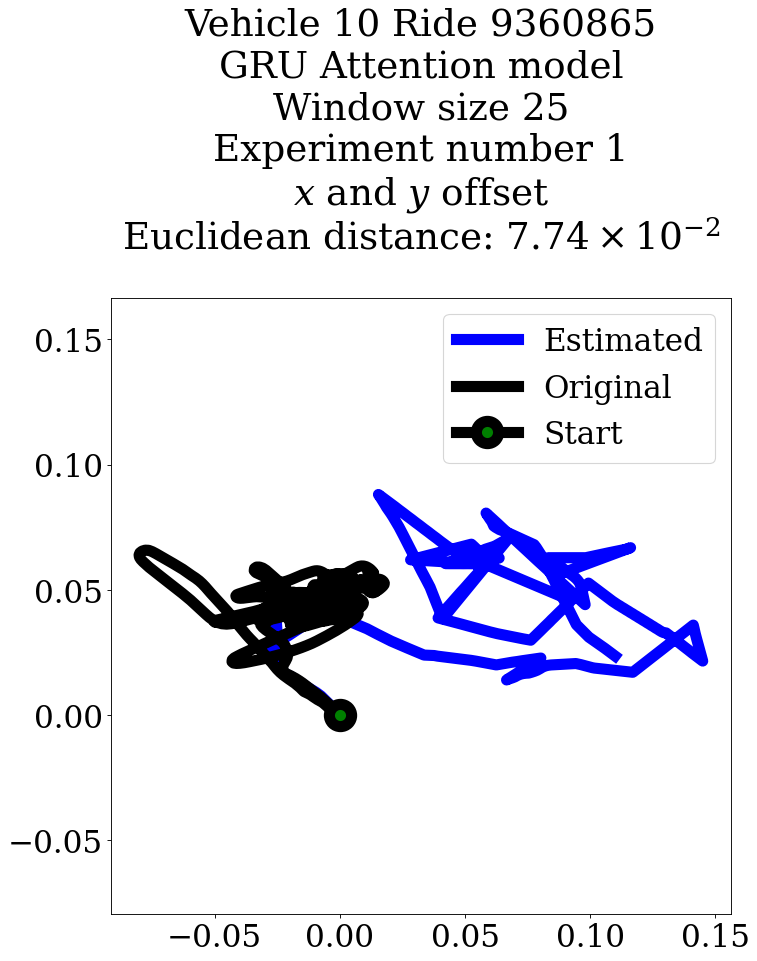 Vehicle 10 Ride 9360865
GRU Attention model
Window size 25
Experiment number 1
x and y offset
Euclidean distance: 7.74 × 10⁻²
Estimated
Original
Start
0.15
0.10
0.05
0.00
−0.05
−0.05 0.00 0.05 0.10 0.15